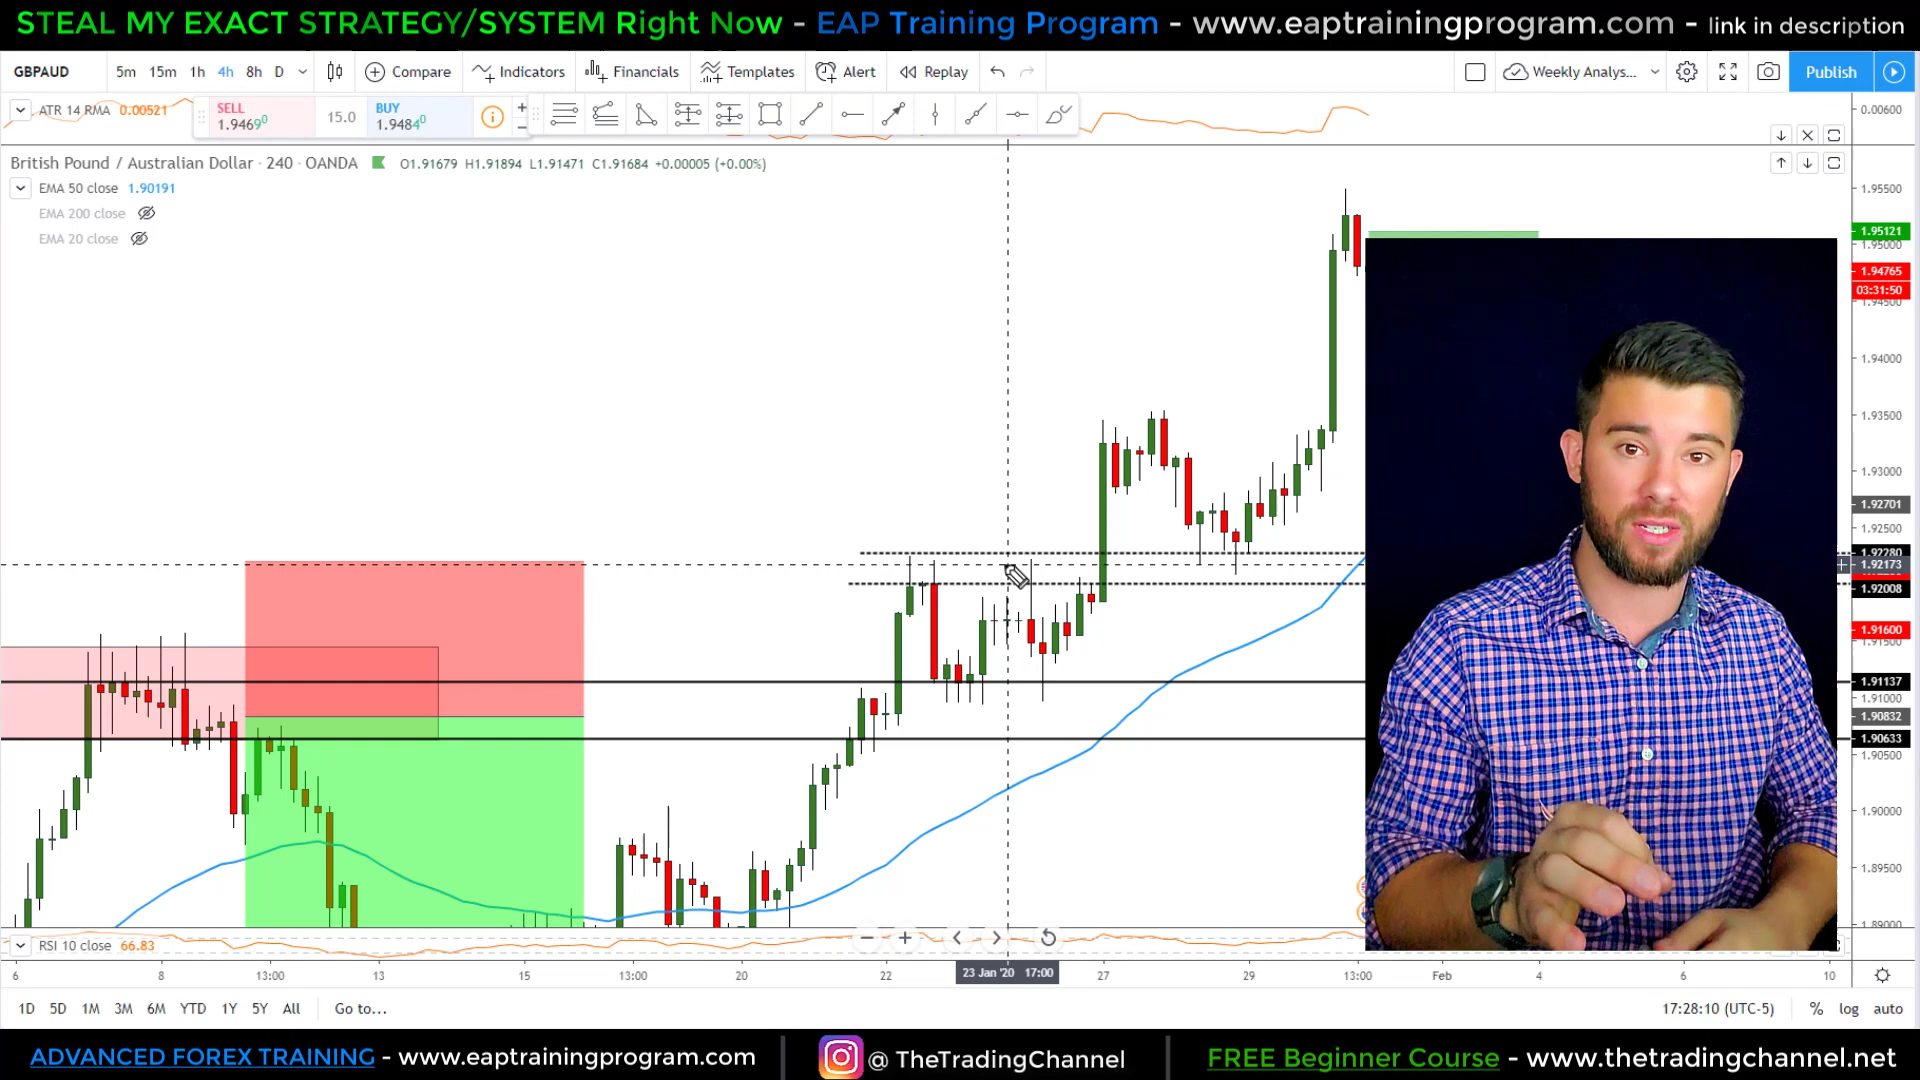 STEAL MY EXACT STRATEGY/SYSTEM Right Now - EAP Training Program - www.eaptrainingprogram.com - link in description
GBPAUD 5m 15m 1h 4h 8h D Compare Indicators Financials Templates Alert Replay Weekly Analys... Publish
ATR 14 RMA 0.00521 SELL 1.94690 15.0 BUY 1.94840 0.00600
British Pound / Australian Dollar · 240 · OANDA O1.91679 H1.91894 L1.91471 C1.91684 +0.00005 (+0.00%)
EMA 50 close 1.90191
EMA 200 close
EMA 20 close
1.95500
1.95121
1.95000
1.94765
03:31:50
1.94500
1.94000
1.93500
1.93000
1.92701
1.92500
1.92280
1.92173
1.92008
1.91600
1.91500
1.91137
1.91000
1.90832
1.90633
1.90500
1.90000
1.89500
1.89000
RSI 10 close 66.83
6 8 13:00 13 15 13:00 20 22 23 Jan '20 17:00 27 29 13:00 Feb 4 6 10
1D 5D 1M 3M 6M YTD 1Y 5Y All Go to... 17:28:10 (UTC-5) % log auto
ADVANCED FOREX TRAINING - www.eaptrainingprogram.com @ TheTradingChannel FREE Beginner Course - www.thetradingchannel.net